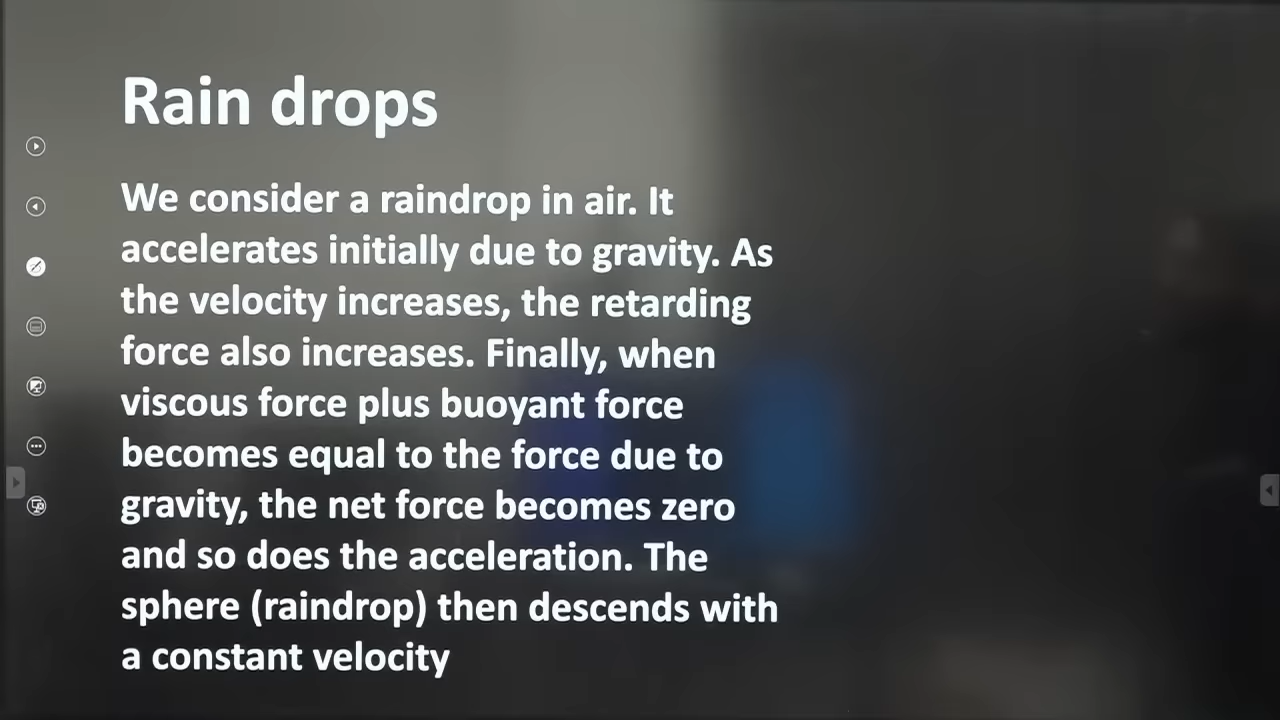 Rain drops
We consider a raindrop in air. It
accelerates initially due to gravity. As
the velocity increases, the retarding
force also increases. Finally, when
viscous force plus buoyant force
becomes equal to the force due to
gravity, the net force becomes zero
and so does the acceleration. The
sphere (raindrop) then descends with
a constant velocity